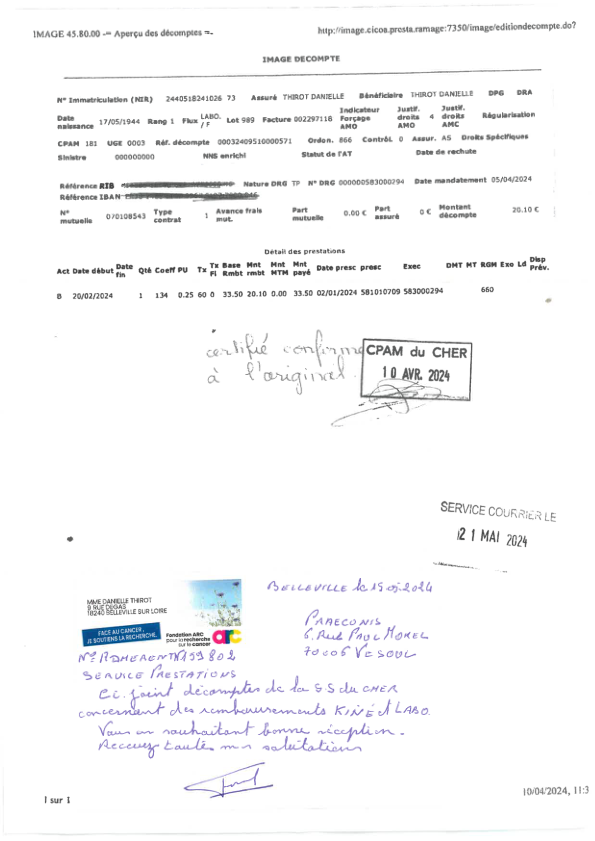 IMAGE 45.80.00 -= Aperçu des décomptes =-
http://image.cicoa.presta.ramage:7350/image/editiondecompte.do?
IMAGE DECOMPTE
N° Immatriculation (NIR) 2440518241026 73 Assuré THIROT DANIELLE Bénéficiaire THIROT DANIELLE DPG DRA
Date naissance 17/05/1944 Rang 1 Flux LABO. / F Lot 989 Facture 002297118 Indicateur Forçage AMO Justif. droits AMO 4 Justif. droits AMC Régularisation
CPAM 181 UGE 0003 Réf. décompte 00032409510000571 Ordon. 866 Contrôl. 0 Assur. AS Droits Spécifiques
Sinistre 000000000 NNS enrichi Statut de l'AT Date de rechute
Référence RIB Nature DRG TP N° DRG 0000000583000294 Date mandatement 05/04/2024
Référence IBAN
N° mutuelle 070108543 Type contrat 1 Avance frais mut. Part mutuelle 0.00 € Part assuré 0 € Montant décompte 20.10 €
Détail des prestations
Act Date début Date fin Qté Coeff PU Tx Tx Fl Base Rmbt Mnt rmbt Mnt MTM Mnt payé Date presc presc Exec DMT MT RGM Exo Ld Disp Prév.
B 20/02/2024 1 134 0.25 60 0 33.50 20.10 0.00 33.50 02/01/2024 581010709 583000294 660
certifié conforme
à l'original.
CPAM du CHER
10 AVR. 2024
SERVICE COURRIER LE
21 MAI 2024
MME DANIELLE THIROT
9 RUE DEGAS
18240 BELLEVILLE SUR LOIRE
FACE AU CANCER,
JE SOUTIENS LA RECHERCHE.
Fondation ARC
pour la recherche
sur le cancer
arc
BELLEVILLE le 15.05.2024
PARECONIS
6. RUE PAUL MOREL
70006 VESOUL
N° ADHERENT 199802
SERVICE PRESTATIONS
Ci. joint décomptes de la SS du CHER
concernant des remboursements KINÉ et LABO.
Vous en souhaitant bonne réception.
Recevez toutes mes salutations
1 sur 1
10/04/2024, 11:3